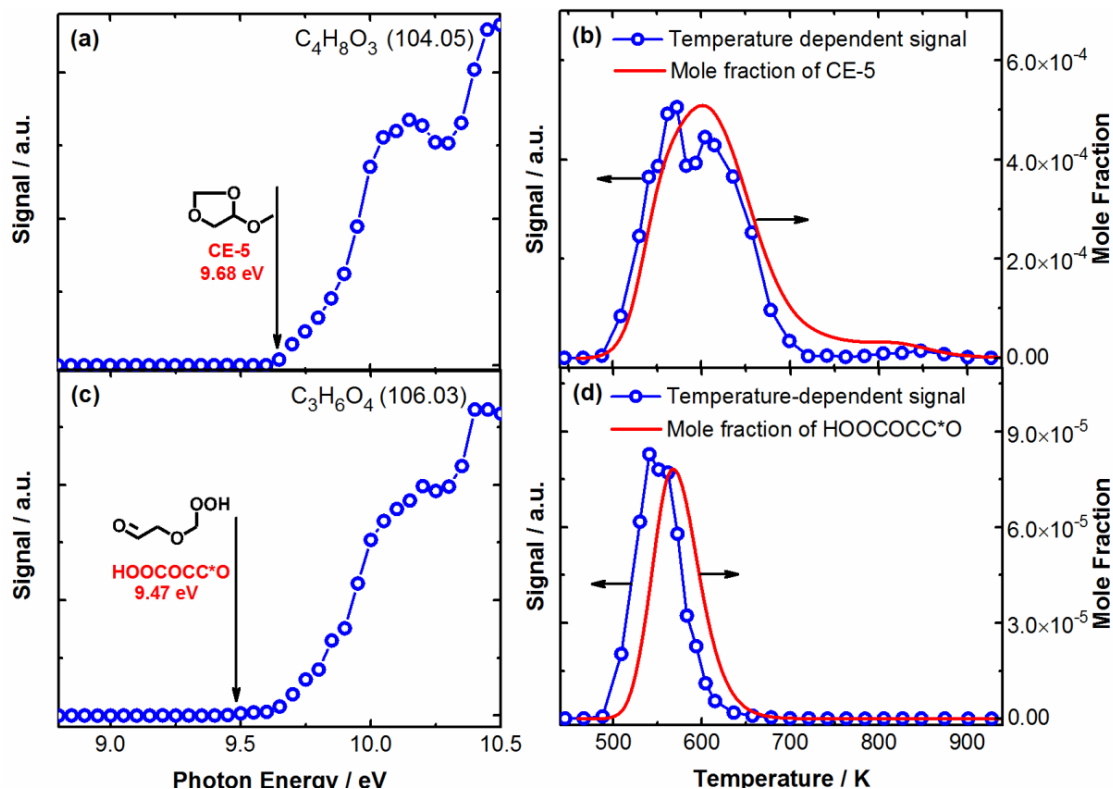 (a) C₄H₈O₃ (104.05)
O
O
O
CE-5
9.68 eV
Signal / a.u.
(b) Temperature dependent signal
Mole fraction of CE-5
6.0×10⁻⁴
4.0×10⁻⁴
2.0×10⁻⁴
0.00
Signal / a.u.
Mole Fraction
(c) C₃H₆O₄ (106.03)
OOH
O
O
HOOCOCC*O
9.47 eV
Signal / a.u.
9.0 9.5 10.0 10.5
Photon Energy / eV
(d) Temperature-dependent signal
Mole fraction of HOOCOCC*O
9.0×10⁻⁵
6.0×10⁻⁵
3.0×10⁻⁵
0.00
Signal / a.u.
Mole Fraction
500 600 700 800 900
Temperature / K